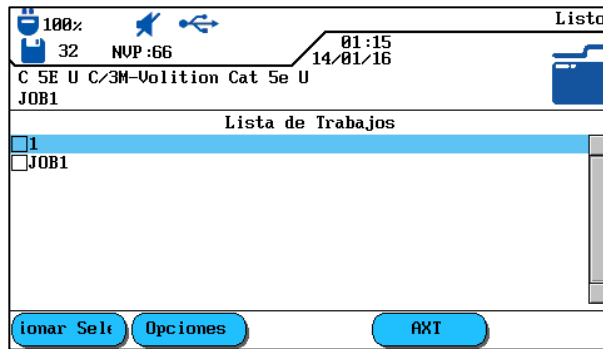 100% Listo
32 NVP:66 01:15
14/01/16
C 5E U C/3M-Volition Cat 5e U
JOB1
Lista de Trabajos
1
JOB1
ionar Sele Opciones AXT